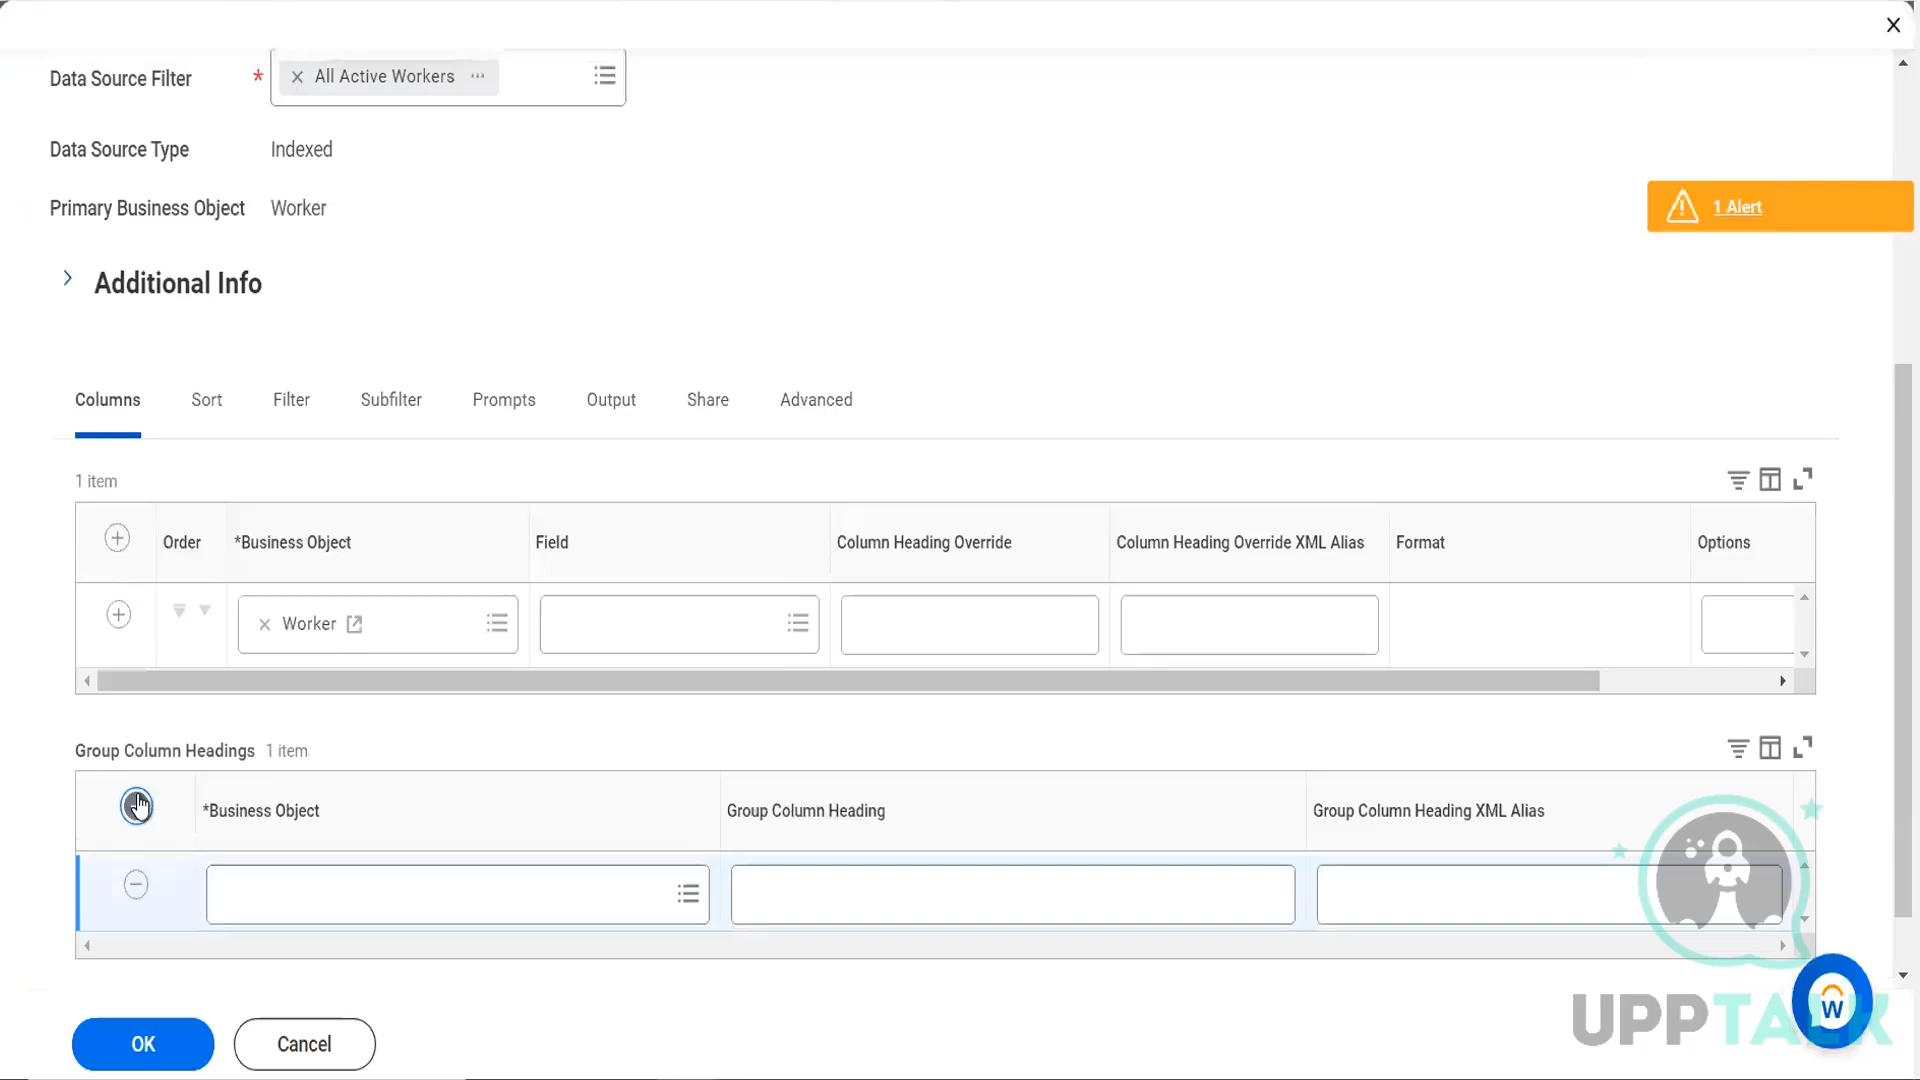 Data Source Filter * All Active Workers ...
Data Source Type Indexed
Primary Business Object Worker
1 Alert
Additional Info
Columns Sort Filter Subfilter Prompts Output Share Advanced
1 item
Order *Business Object Field Column Heading Override Column Heading Override XML Alias Format Options
Worker
Group Column Headings 1 item
*Business Object Group Column Heading Group Column Heading XML Alias
OK Cancel
UPPTALK
W